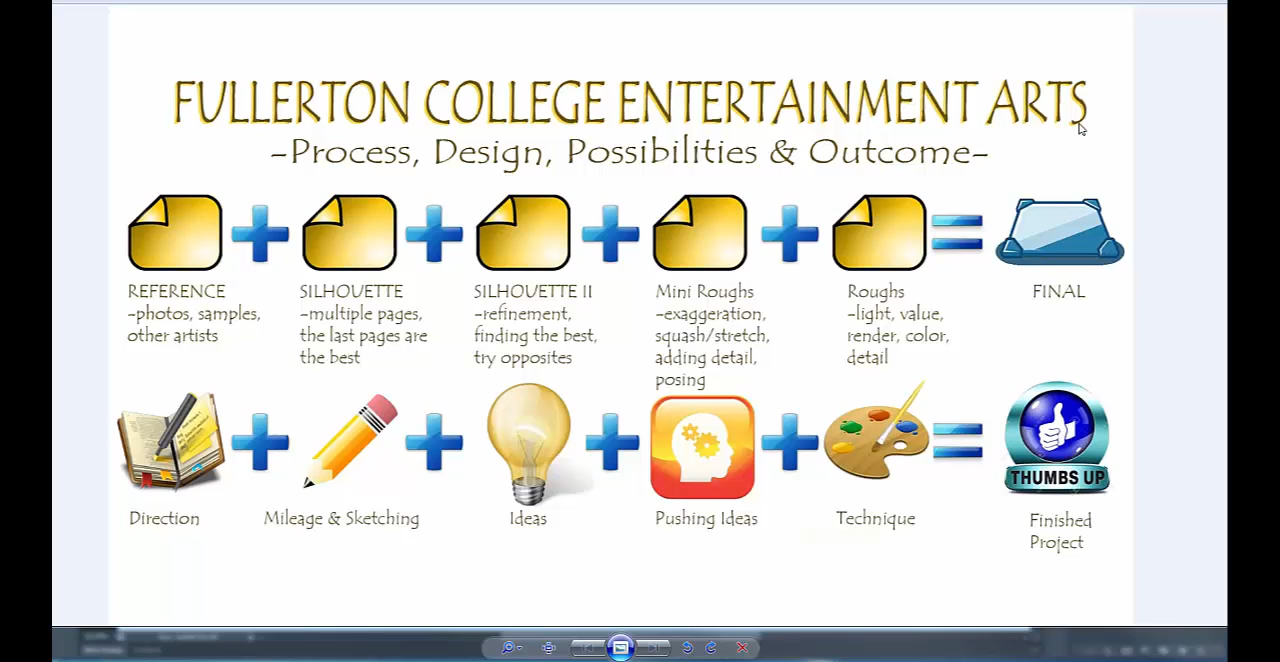 FULLERTON COLLEGE ENTERTAINMENT ARTS
-Process, Design, Possibilities & Outcome-
REFERENCE
-photos, samples,
other artists
SILHOUETTE
-multiple pages,
the last pages are
the best
SILHOUETTE II
-refinement,
finding the best,
try opposites
Mini Roughs
-exaggeration,
squash/stretch,
adding detail,
posing
Roughs
-light, value,
render, color,
detail
FINAL
THUMBS UP
Direction
Mileage & Sketching
Ideas
Pushing Ideas
Technique
Finished
Project